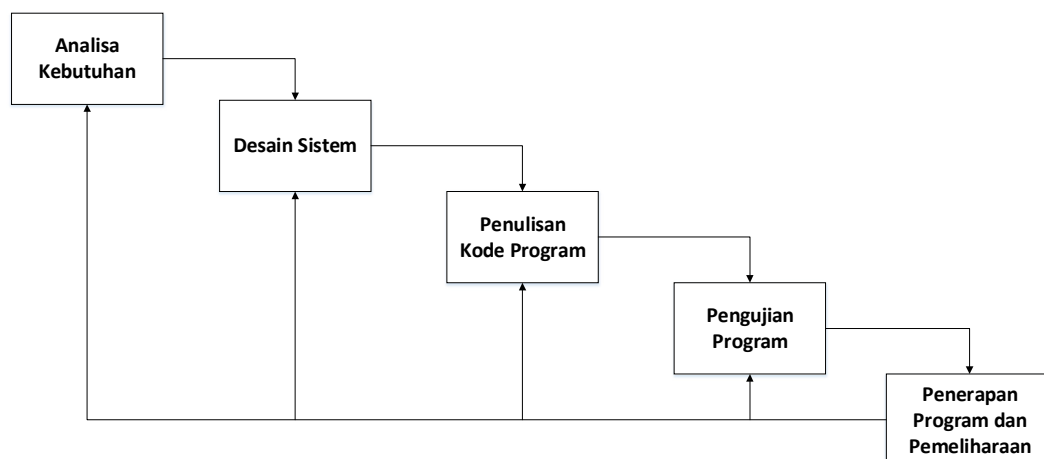 Analisa
Kebutuhan
Desain Sistem
Penulisan
Kode Program
Pengujian
Program
Penerapan
Program dan
Pemeliharaan